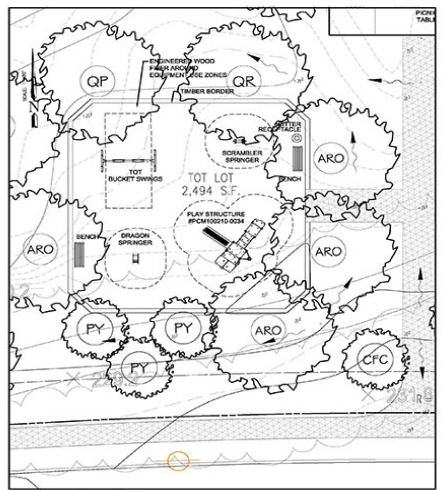 PICNIC
TABLE
ENGINEERED WOOD
FIBER AROUND
EQUIPMENT USE ZONES
TIMBER BORDER
QP
QR
LITTER
RECEPTACLE
SCRAMBLER
SPRINGER
BENCH
ARO
TOT
BUCKET SWINGS
TOT LOT
2,494 S.F.
PLAY STRUCTURE
#PCM100210-0034
ARO
BENCH
DRAGON
SPRINGER
ARO
PY
PY
ARO
PY
CFC
R